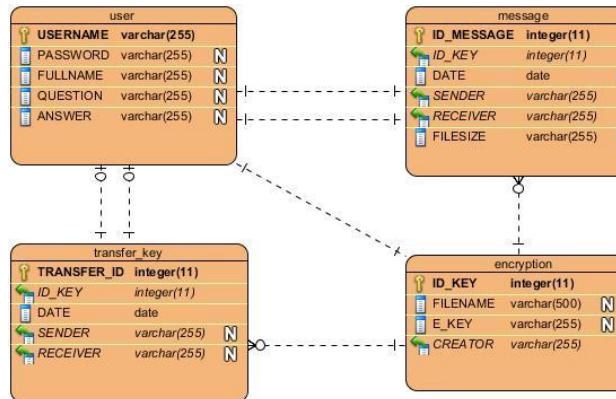 user
USERNAME varchar(255)
PASSWORD varchar(255) N
FULLNAME varchar(255) N
QUESTION varchar(255) N
ANSWER varchar(255) N
message
ID_MESSAGE integer(11)
ID_KEY integer(11)
DATE date
SENDER varchar(255)
RECEIVER varchar(255)
FILESIZE varchar(255)
transfer_key
TRANSFER_ID integer(11)
ID_KEY integer(11)
DATE date
SENDER varchar(255) N
RECEIVER varchar(255) N
encryption
ID_KEY integer(11)
FILENAME varchar(500) N
E_KEY varchar(255) N
CREATOR varchar(255)